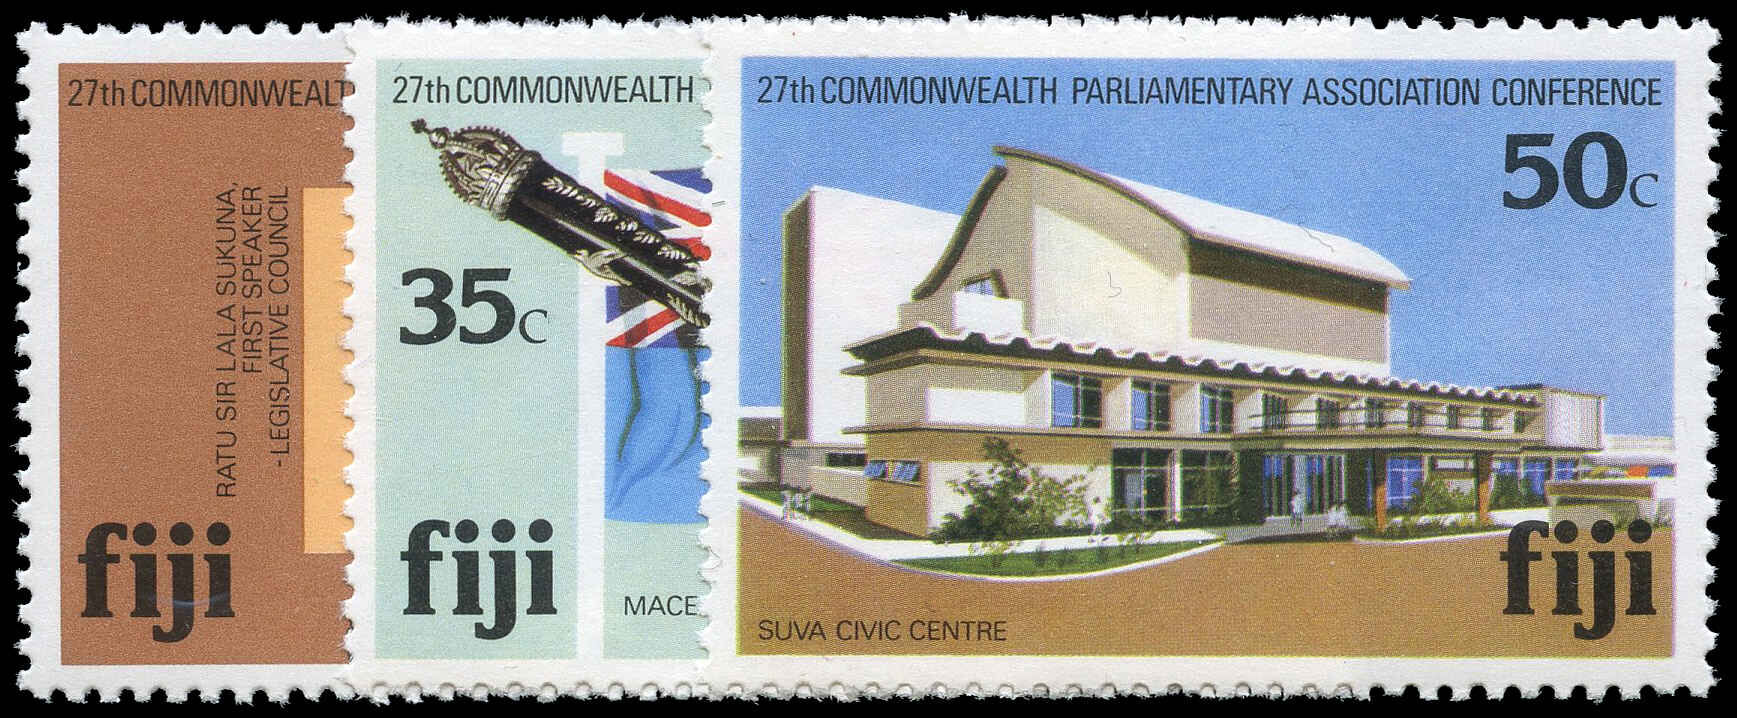 27th COMMONWEALT
RATU SIR LALA SUKUNA,
FIRST SPEAKER
- LEGISLATIVE COUNCIL
fiji
27th COMMONWEALTH
35c
fiji
MACE
27th COMMONWEALTH PARLIAMENTARY ASSOCIATION CONFERENCE
50c
fiji
SUVA CIVIC CENTRE